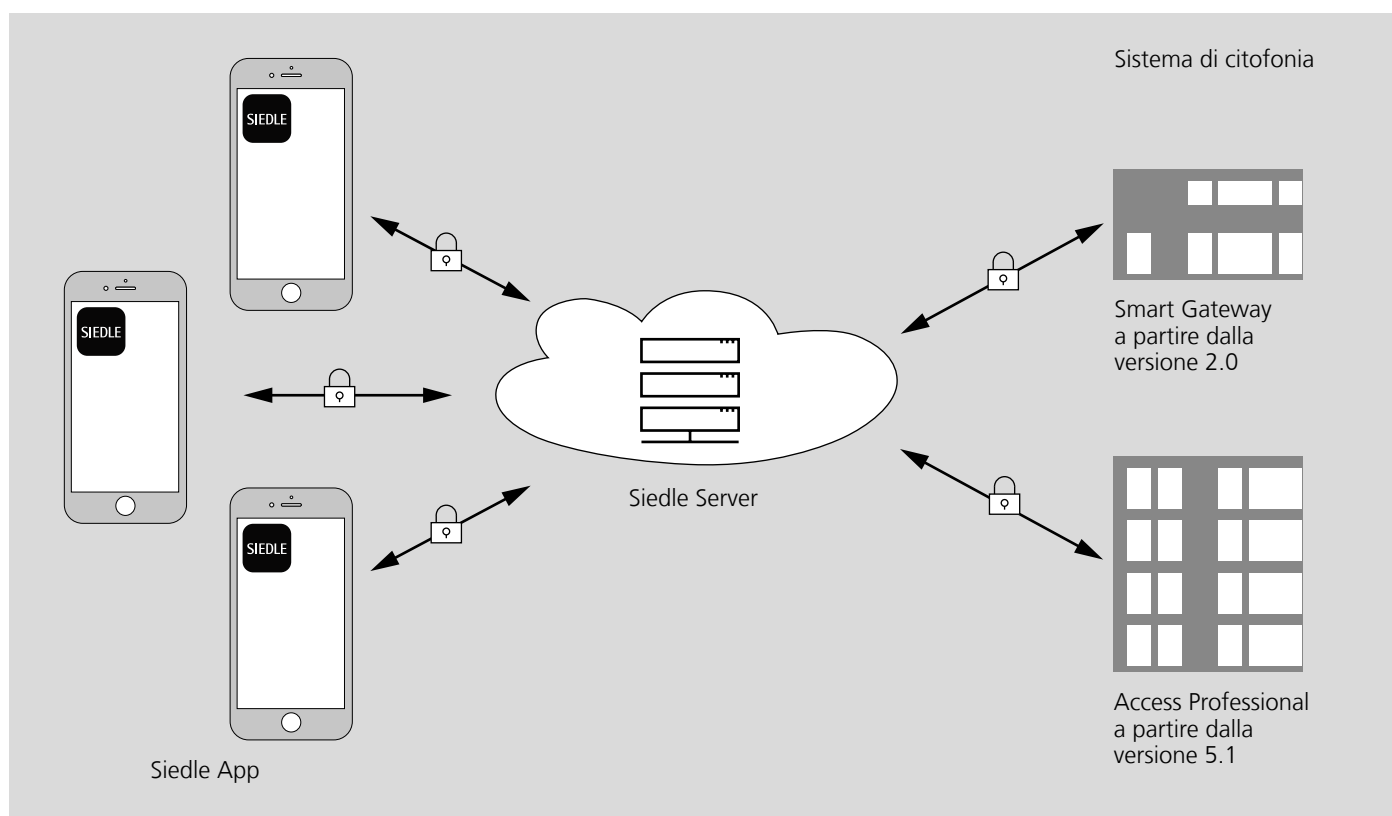 Sistema di citofonia
SIEDLE
SIEDLE
SIEDLE
Smart Gateway
a partire dalla
versione 2.0
Siedle Server
Access Professional
a partire dalla
versione 5.1
Siedle App